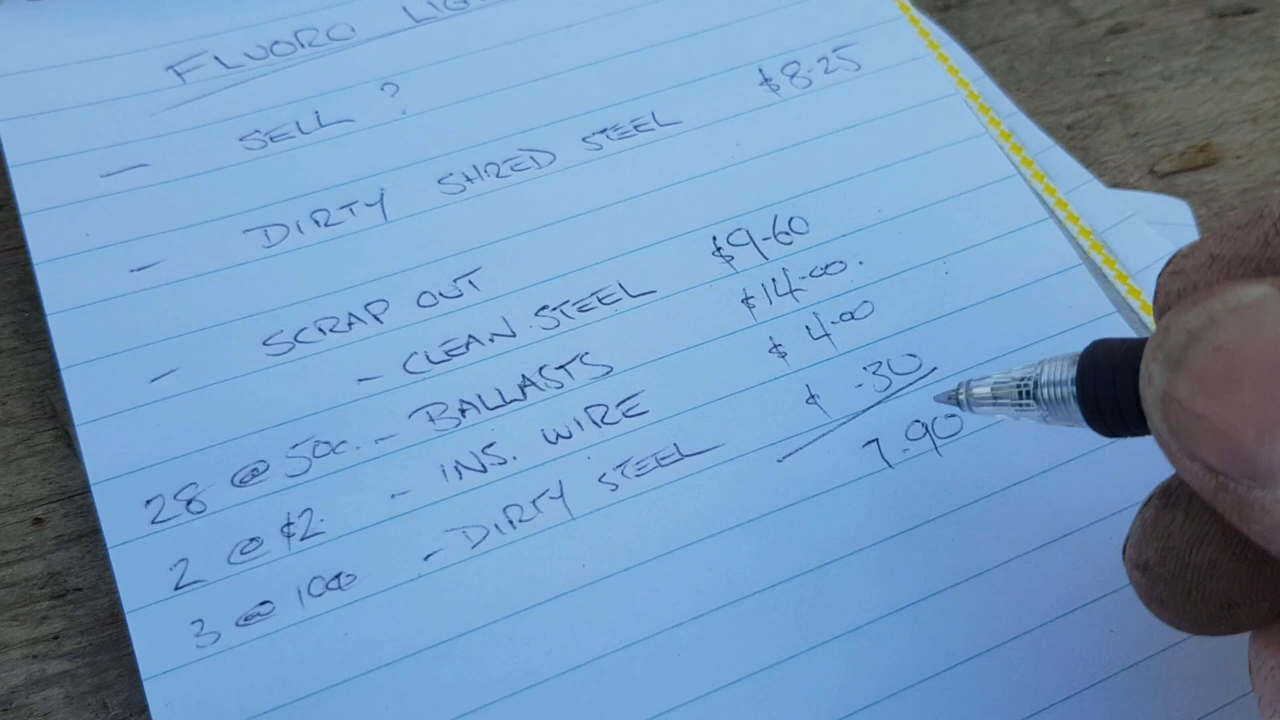 FLUORO
— SELL ?
— DIRTY SHRED STEEL $8.25
— SCRAP OUT
– CLEAN STEEL $9.60
28 @ 50c. – BALLASTS $14.00.
2 @ $2 – INS. WIRE $4.00
3 @ 10c – DIRTY STEEL $.30
7.90